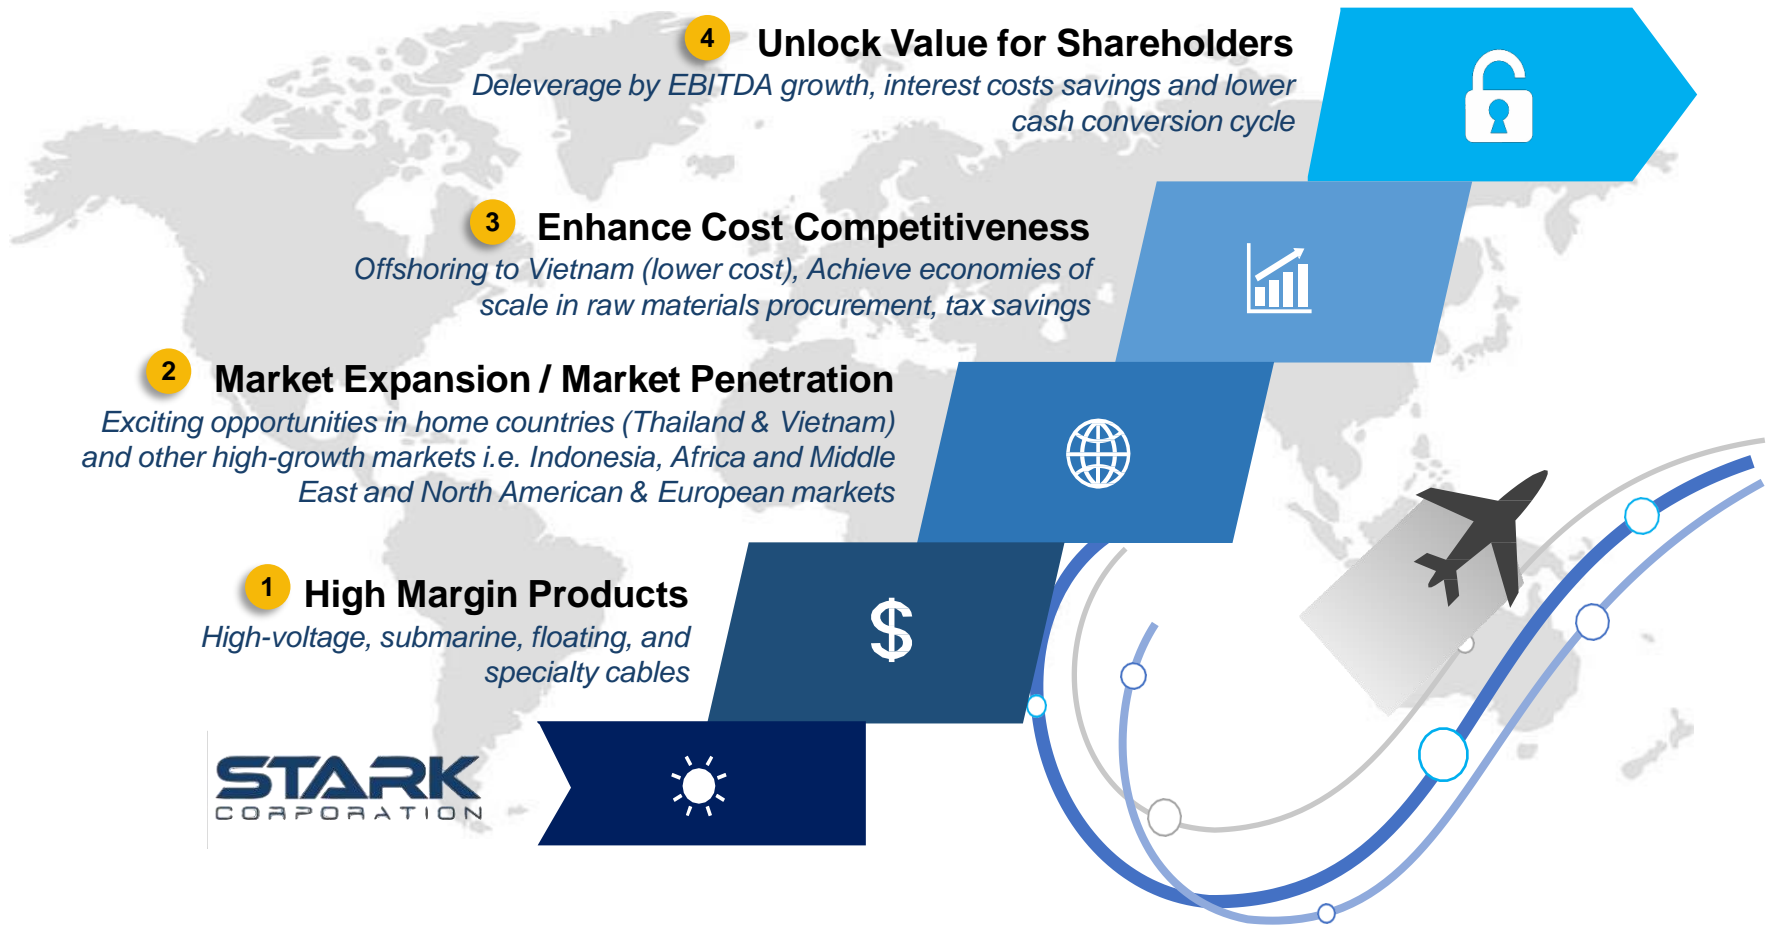 4 Unlock Value for Shareholders
Deleverage by EBITDA growth, interest costs savings and lower
cash conversion cycle
3 Enhance Cost Competitiveness
Offshoring to Vietnam (lower cost), Achieve economies of
scale in raw materials procurement, tax savings
2 Market Expansion / Market Penetration
Exciting opportunities in home countries (Thailand & Vietnam)
and other high-growth markets i.e. Indonesia, Africa and Middle
East and North American & European markets
1 High Margin Products
High-voltage, submarine, floating, and
specialty cables
$
STARK
CORPORATION